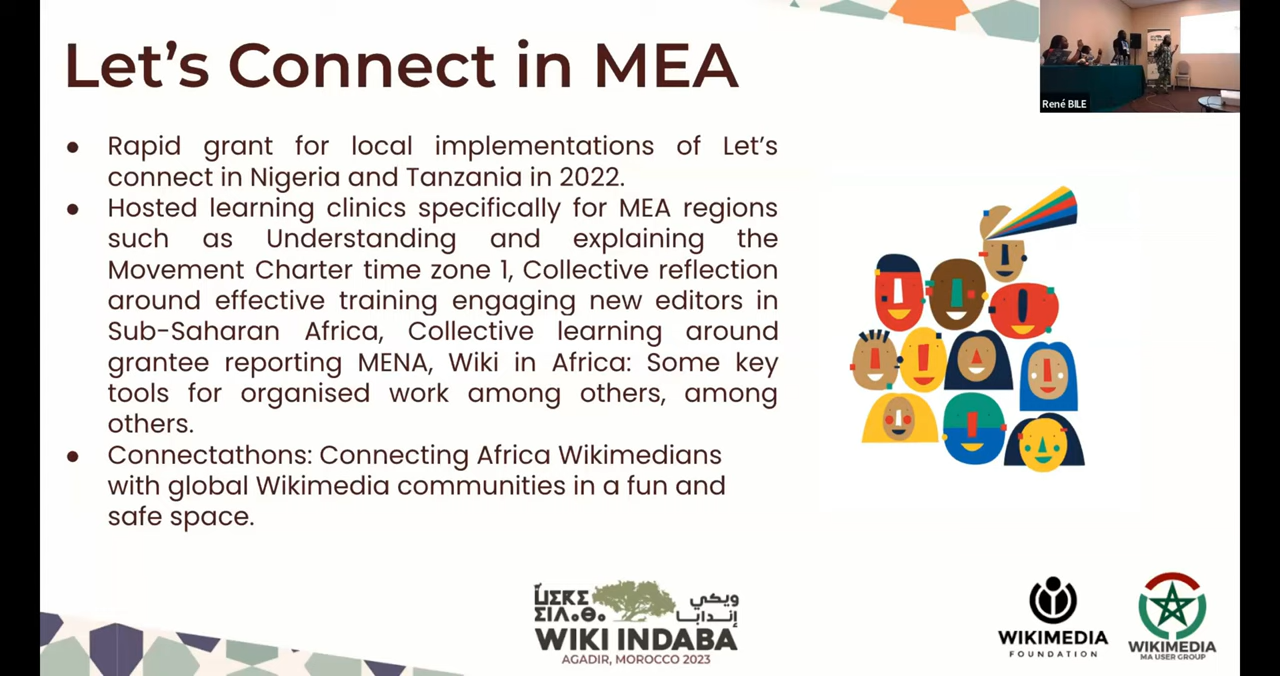 Let's Connect in MEA
René BILE
● Rapid grant for local implementations of Let's
connect in Nigeria and Tanzania in 2022.
● Hosted learning clinics specifically for MEA regions
such as Understanding and explaining the
Movement Charter time zone 1, Collective reflection
around effective training engaging new editors in
Sub-Saharan Africa, Collective learning around
grantee reporting MENA, Wiki in Africa: Some key
tools for organised work among others, among
others.
● Connectathons: Connecting Africa Wikimedians
with global Wikimedia communities in a fun and
safe space.
ⵡⵉⴽⵉ ويكي
ⵉⵏⴷⴰⴱⴰ إندابا
WIKI INDABA
AGADIR, MOROCCO 2023
WIKIMEDIA
FOUNDATION
WIKIMEDIA
MA USER GROUP